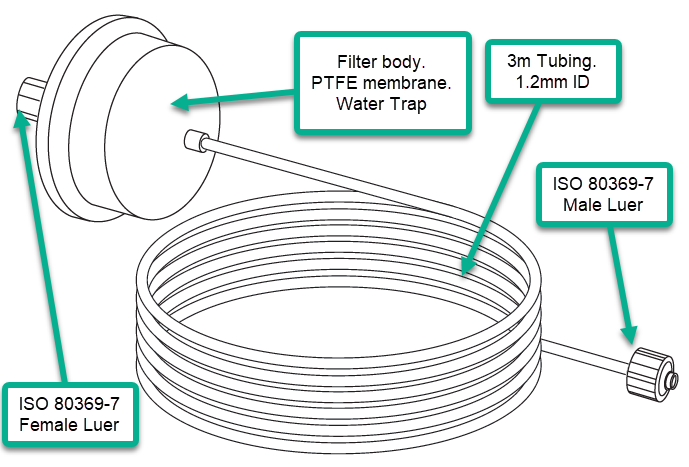 Filter body.
PTFE membrane.
Water Trap
3m Tubing.
1.2mm ID
ISO 80369-7
Male Luer
ISO 80369-7
Female Luer